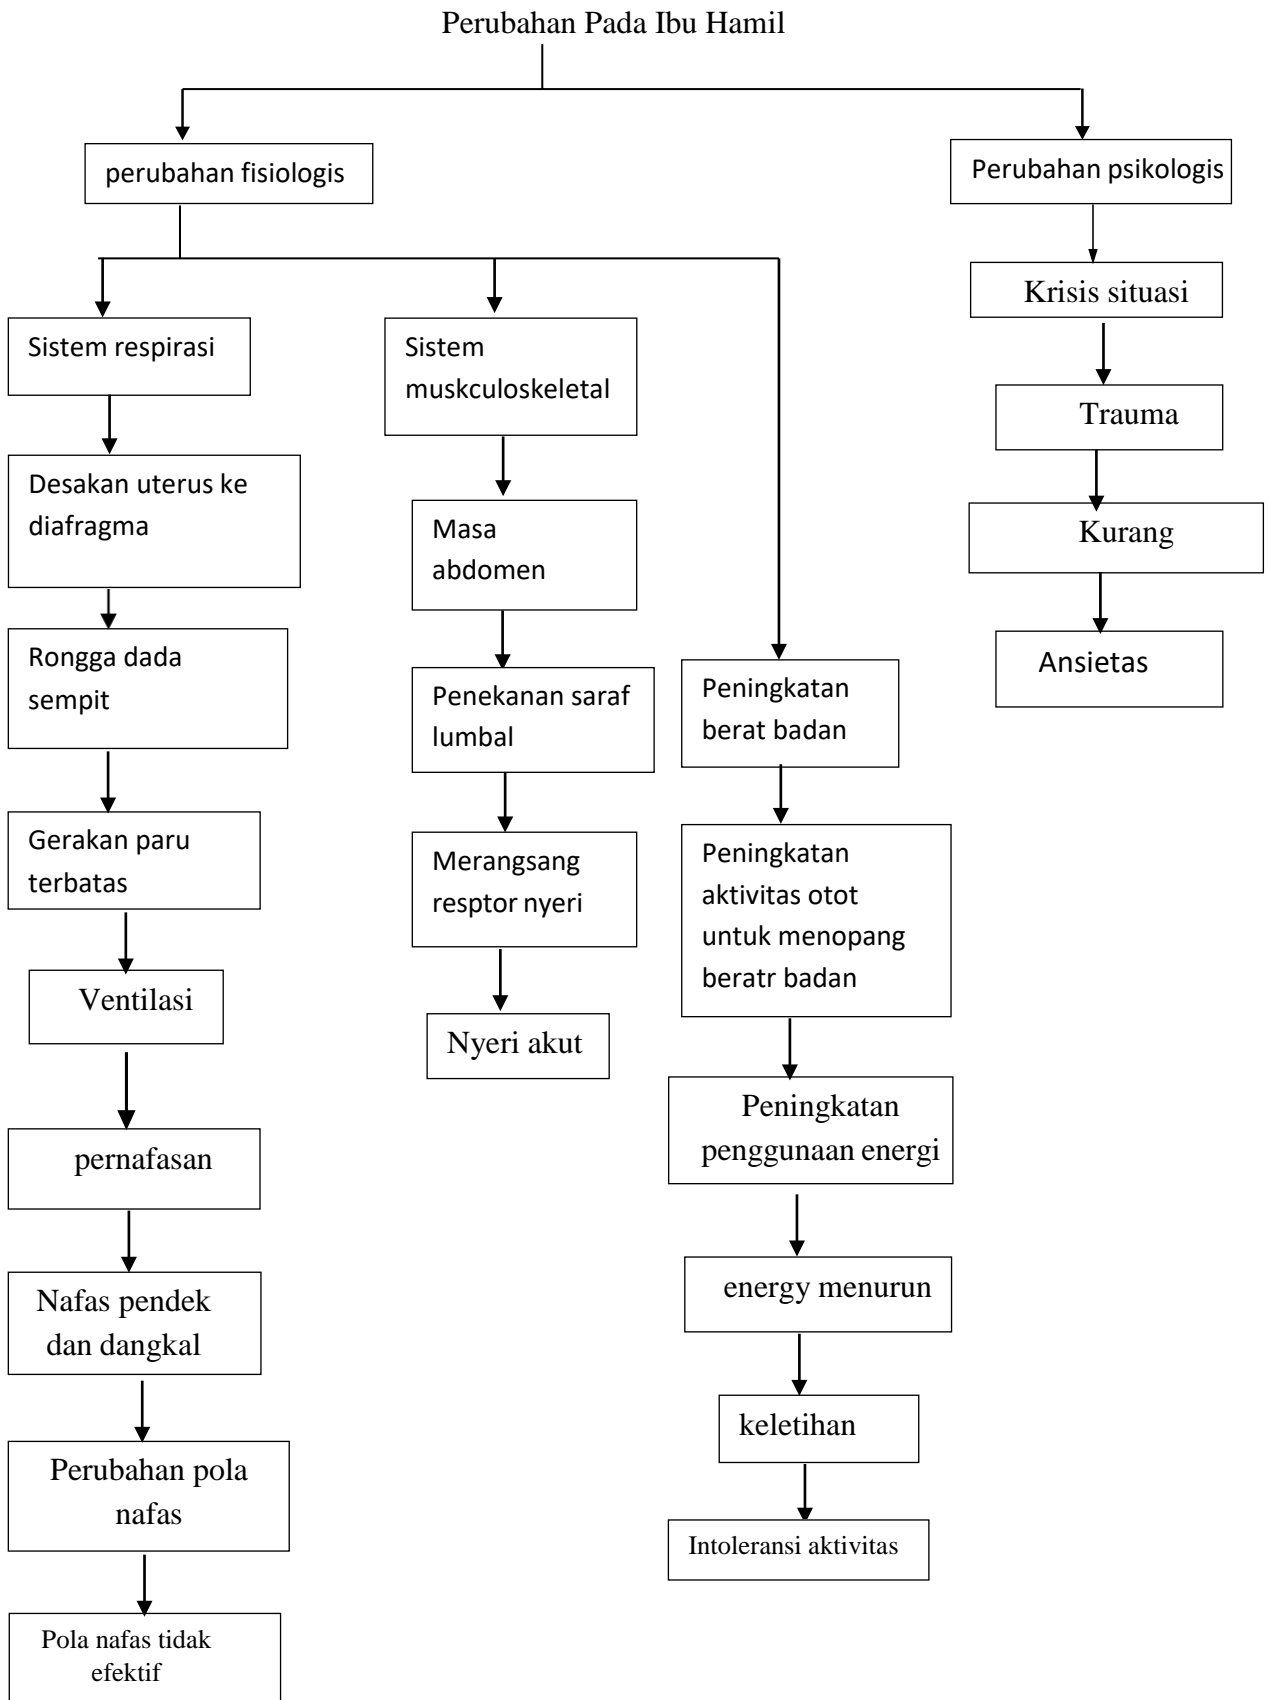 Perubahan Pada Ibu Hamil
perubahan fisiologis
Perubahan psikologis
Sistem respirasi
Desakan uterus ke
diafragma
Rongga dada
sempit
Gerakan paru
terbatas
Ventilasi
pernafasan
Nafas pendek
dan dangkal
Perubahan pola
nafas
Pola nafas tidak
efektif
Sistem
muskculoskeletal
Masa
abdomen
Penekanan saraf
lumbal
Merangsang
resptor nyeri
Nyeri akut
Peningkatan
berat badan
Peningkatan
aktivitas otot
untuk menopang
beratr badan
Peningkatan
penggunaan energi
energy menurun
keletihan
Intoleransi aktivitas
Krisis situasi
Trauma
Kurang
Ansietas